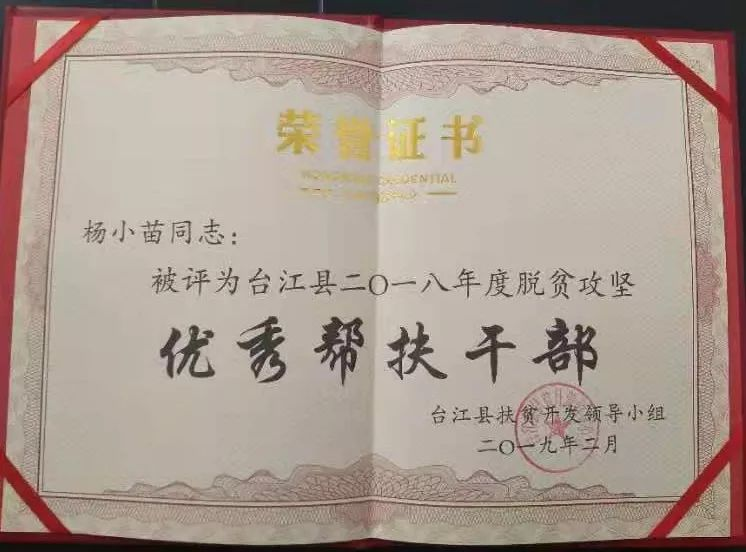 荣誉证书
杨小苗同志：
被评为台江县二〇一八年度脱贫攻坚
优秀帮扶干部
台江县扶贫开发领导小组
二〇一九年二月